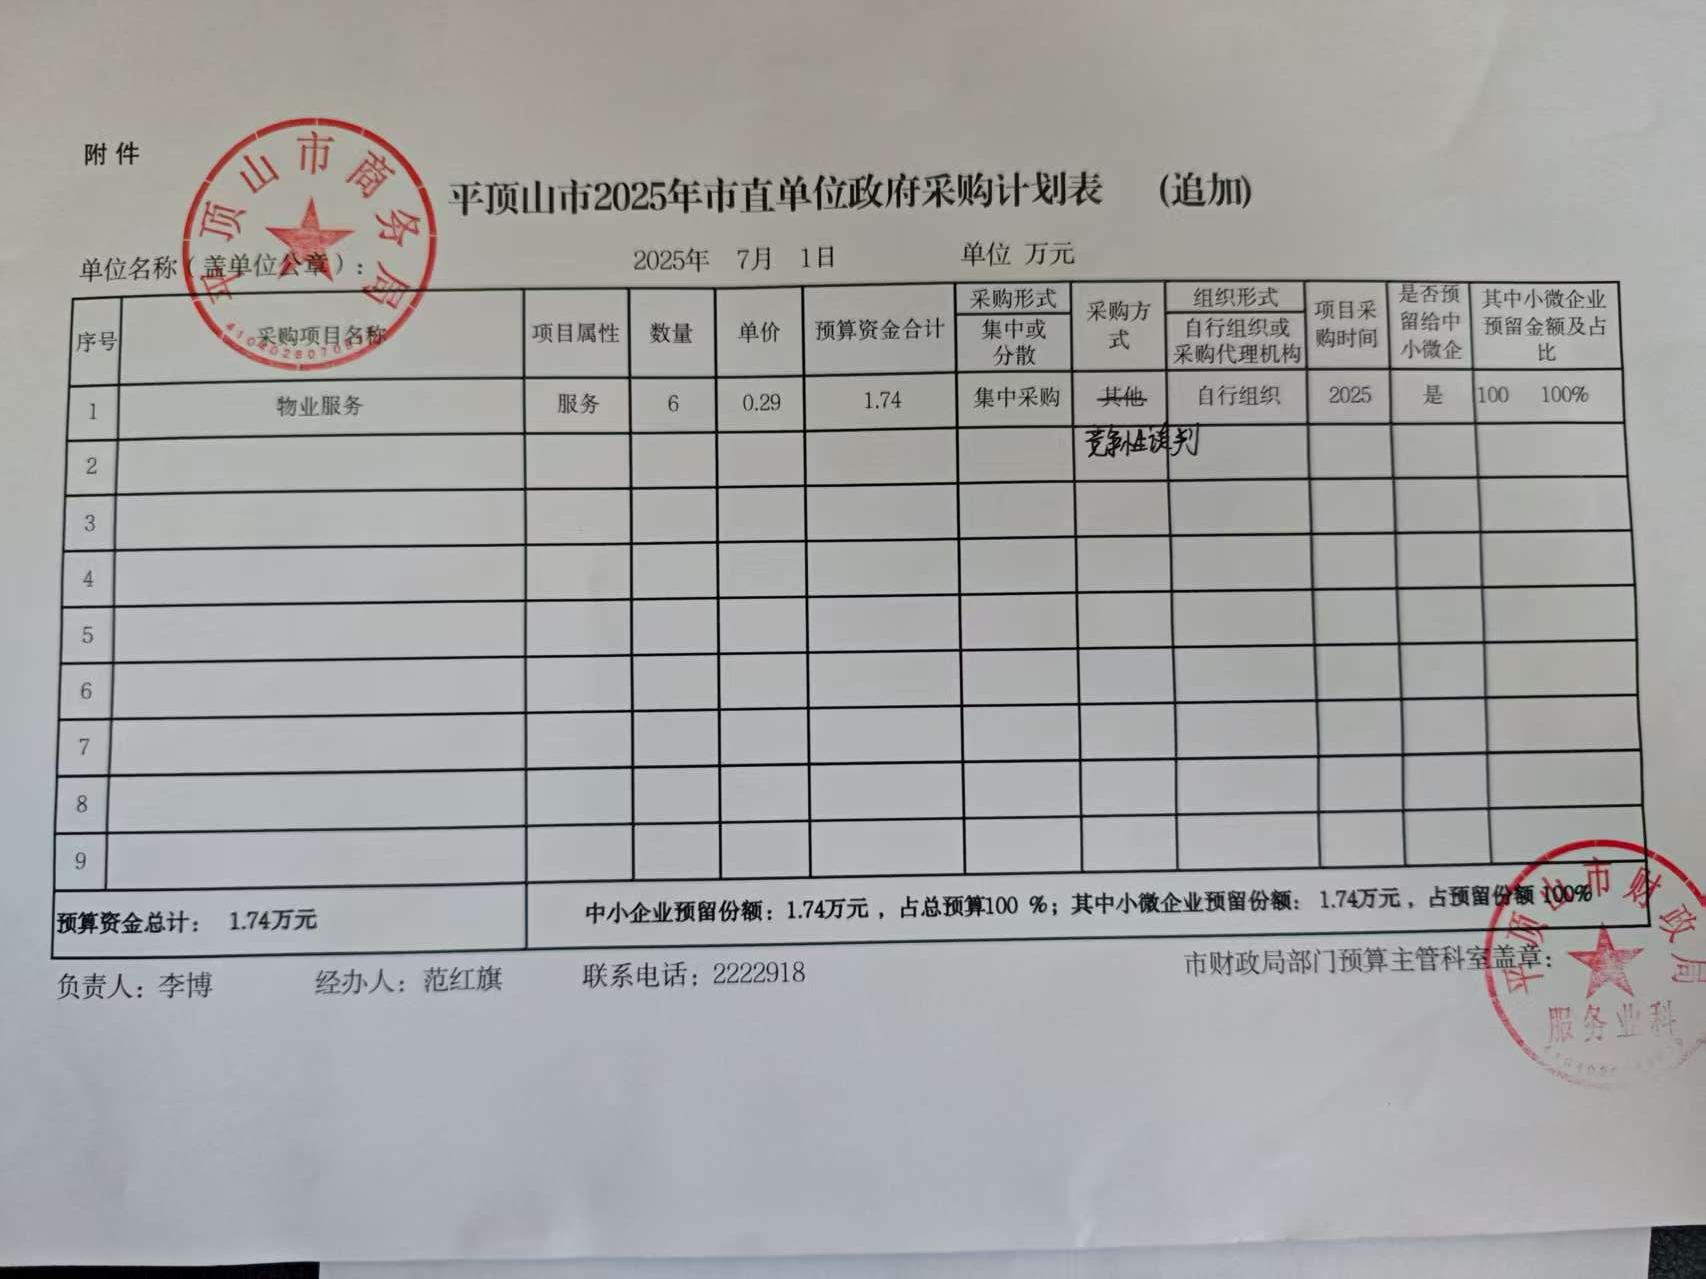 附件
平顶山市2025年市直单位政府采购计划表 (追加)
单位名称（盖单位公章）： 2025年 7月 1日 单位 万元
平顶山市商务局
序号 采购项目名称 项目属性 数量 单价 预算资金合计 采购形式 集中或分散 采购方式 组织形式 自行组织或采购代理机构 项目采购时间 是否预留给中小微企 其中小微企业预留金额及占比
1 物业服务 服务 6 0.29 1.74 集中采购 其他 自行组织 2025 是 100 100%
竞争性谈判
2
3
4
5
6
7
8
9
预算资金总计： 1.74万元 中小企业预留份额：1.74万元，占总预算100 %；其中小微企业预留份额： 1.74万元，占预留份额 100%
负责人：李博 经办人：范红旗 联系电话：2222918 市财政局部门预算主管科室盖章：
平顶山市财政局
服务业科